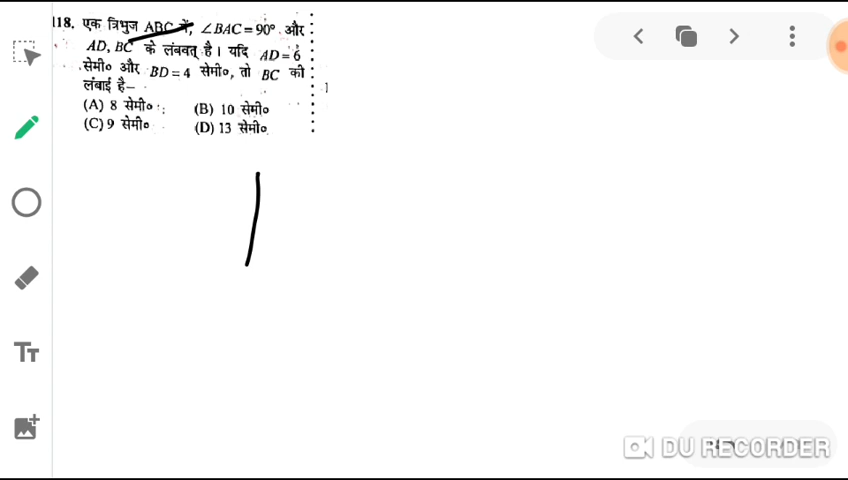 118. एक त्रिभुज ABC में, ∠BAC = 90° और
AD, BC के लंबवत् है। यदि AD = 6
सेमी० और BD = 4 सेमी०, तो BC की
लंबाई है–
(A) 8 सेमी० (B) 10 सेमी०
(C) 9 सेमी० (D) 13 सेमी०
TT
DU RECORDER